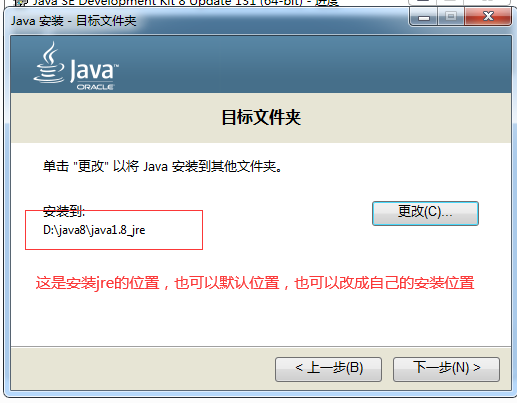 Java SE Development Kit 8 Update 131 (64-bit) - 进度
Java 安装 - 目标文件夹
Java™
ORACLE
目标文件夹
单击 "更改" 以将 Java 安装到其他文件夹。
安装到:
更改(C)...
D:\java8\java1.8_jre
这是安装jre的位置，也可以默认位置，也可以改成自己的安装位置
< 上一步(B)
下一步(N) >